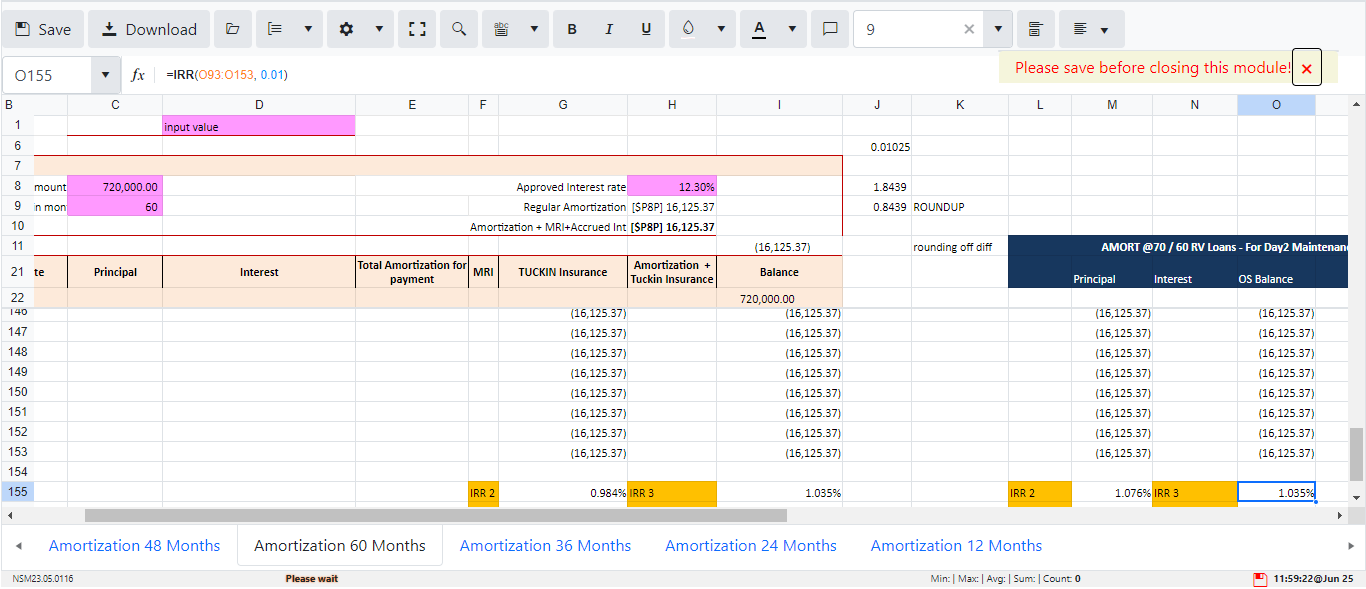 Save Download abc B I U A 9
O155 fx =IRR(O93:O153, 0.01)
Please save before closing this module!
B C D E F G H I J K L M N O
1 input value
6 0.01025
7
8 mount 720,000.00 Approved Interest rate 12.30% 1.8439
9 n mon 60 Regular Amortization [$P8P] 16,125.37 0.8439 ROUNDUP
10 Amortization + MRI+Accrued Int [$P8P] 16,125.37
11 (16,125.37) rounding off diff AMORT @70 / 60 RV Loans - For Day2 Maintenan
21 te Principal Interest Total Amortization for payment MRI TUCKIN Insurance Amortization + Tuckin Insurance Balance Principal Interest OS Balance
22 720,000.00
146 (16,125.37) (16,125.37) (16,125.37) (16,125.37)
147 (16,125.37) (16,125.37) (16,125.37) (16,125.37)
148 (16,125.37) (16,125.37) (16,125.37) (16,125.37)
149 (16,125.37) (16,125.37) (16,125.37) (16,125.37)
150 (16,125.37) (16,125.37) (16,125.37) (16,125.37)
151 (16,125.37) (16,125.37) (16,125.37) (16,125.37)
152 (16,125.37) (16,125.37) (16,125.37) (16,125.37)
153 (16,125.37) (16,125.37) (16,125.37) (16,125.37)
154
155 IRR 2 0.984% IRR 3 1.035% IRR 2 1.076% IRR 3 1.035%
Amortization 48 Months Amortization 60 Months Amortization 36 Months Amortization 24 Months Amortization 12 Months
NSM23.05.0116 Please wait Min: | Max: | Avg: | Sum: | Count: 0 11:59:22@Jun 25